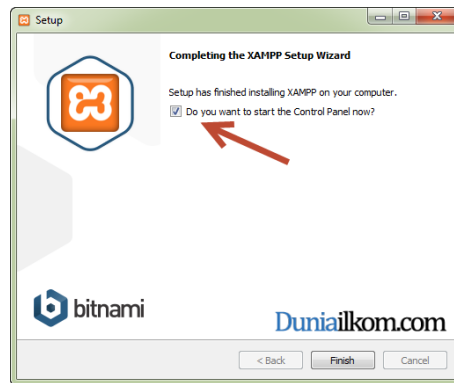 Setup
Completing the XAMPP Setup Wizard
Setup has finished installing XAMPP on your computer.
Do you want to start the Control Panel now?
bitnami
Duniailkom.com
< Back
Finish
Cancel